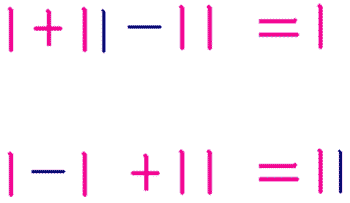 | + || − || = |
| − | + || = ||